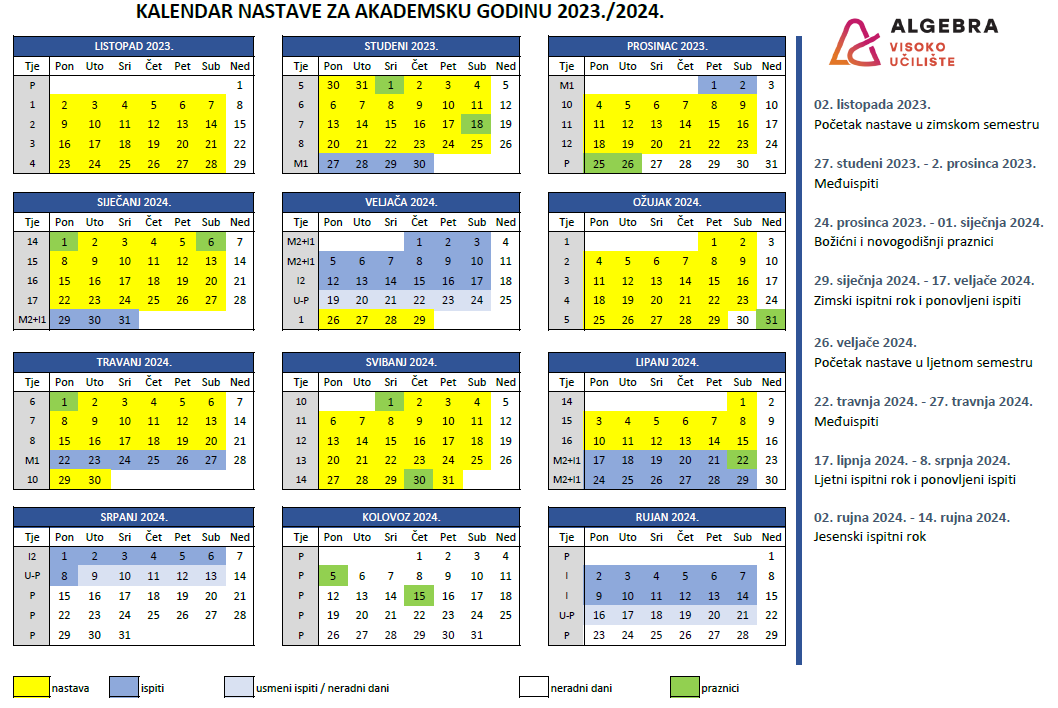 KALENDAR NASTAVE ZA AKADEMSKU GODINU 2023./2024.
ALGEBRA
VISOKO
UČILIŠTE
LISTOPAD 2023.
Tje Pon Uto Sri Čet Pet Sub Ned
P 1
1 2 3 4 5 6 7 8
2 9 10 11 12 13 14 15
3 16 17 18 19 20 21 22
4 23 24 25 26 27 28 29
STUDENI 2023.
Tje Pon Uto Sri Čet Pet Sub Ned
5 30 31 1 2 3 4 5
6 6 7 8 9 10 11 12
7 13 14 15 16 17 18 19
8 20 21 22 23 24 25 26
M1 27 28 29 30
PROSINAC 2023.
Tje Pon Uto Sri Čet Pet Sub Ned
M1 1 2 3
10 4 5 6 7 8 9 10
11 11 12 13 14 15 16 17
12 18 19 20 21 22 23 24
P 25 26 27 28 29 30 31
SIJEČANJ 2024.
Tje Pon Uto Sri Čet Pet Sub Ned
14 1 2 3 4 5 6 7
15 8 9 10 11 12 13 14
16 15 16 17 18 19 20 21
17 22 23 24 25 26 27 28
M2+I1 29 30 31
VELJAČA 2024.
Tje Pon Uto Sri Čet Pet Sub Ned
M2+I1 1 2 3 4
M2+I1 5 6 7 8 9 10 11
I2 12 13 14 15 16 17 18
U-P 19 20 21 22 23 24 25
1 26 27 28 29
OŽUJAK 2024.
Tje Pon Uto Sri Čet Pet Sub Ned
1 1 2 3
2 4 5 6 7 8 9 10
3 11 12 13 14 15 16 17
4 18 19 20 21 22 23 24
5 25 26 27 28 29 30 31
TRAVANJ 2024.
Tje Pon Uto Sri Čet Pet Sub Ned
6 1 2 3 4 5 6 7
7 8 9 10 11 12 13 14
8 15 16 17 18 19 20 21
M1 22 23 24 25 26 27 28
10 29 30
SVIBANJ 2024.
Tje Pon Uto Sri Čet Pet Sub Ned
10 1 2 3 4 5
11 6 7 8 9 10 11 12
12 13 14 15 16 17 18 19
13 20 21 22 23 24 25 26
14 27 28 29 30 31
LIPANJ 2024.
Tje Pon Uto Sri Čet Pet Sub Ned
14 1 2
15 3 4 5 6 7 8 9
16 10 11 12 13 14 15 16
M2+I1 17 18 19 20 21 22 23
M2+I1 24 25 26 27 28 29 30
SRPANJ 2024.
Tje Pon Uto Sri Čet Pet Sub Ned
I2 1 2 3 4 5 6 7
U-P 8 9 10 11 12 13 14
P 15 16 17 18 19 20 21
P 22 23 24 25 26 27 28
P 29 30 31
KOLOVOZ 2024.
Tje Pon Uto Sri Čet Pet Sub Ned
P 1 2 3 4
P 5 6 7 8 9 10 11
P 12 13 14 15 16 17 18
P 19 20 21 22 23 24 25
P 26 27 28 29 30 31
RUJAN 2024.
Tje Pon Uto Sri Čet Pet Sub Ned
P 1
I 2 3 4 5 6 7 8
I 9 10 11 12 13 14 15
U-P 16 17 18 19 20 21 22
P 23 24 25 26 27 28 29
02. listopada 2023.
Početak nastave u zimskom semestru
27. studeni 2023. - 2. prosinca 2023.
Međuispiti
24. prosinca 2023. - 01. siječnja 2024.
Božićni i novogodišnji praznici
29. siječnja 2024. - 17. veljače 2024.
Zimski ispitni rok i ponovljeni ispiti
26. veljače 2024.
Početak nastave u ljetnom semestru
22. travnja 2024. - 27. travnja 2024.
Međuispiti
17. lipnja 2024. - 8. srpnja 2024.
Ljetni ispitni rok i ponovljeni ispiti
02. rujna 2024. - 14. rujna 2024.
Jesenski ispitni rok
nastava ispiti usmeni ispiti / neradni dani neradni dani praznici